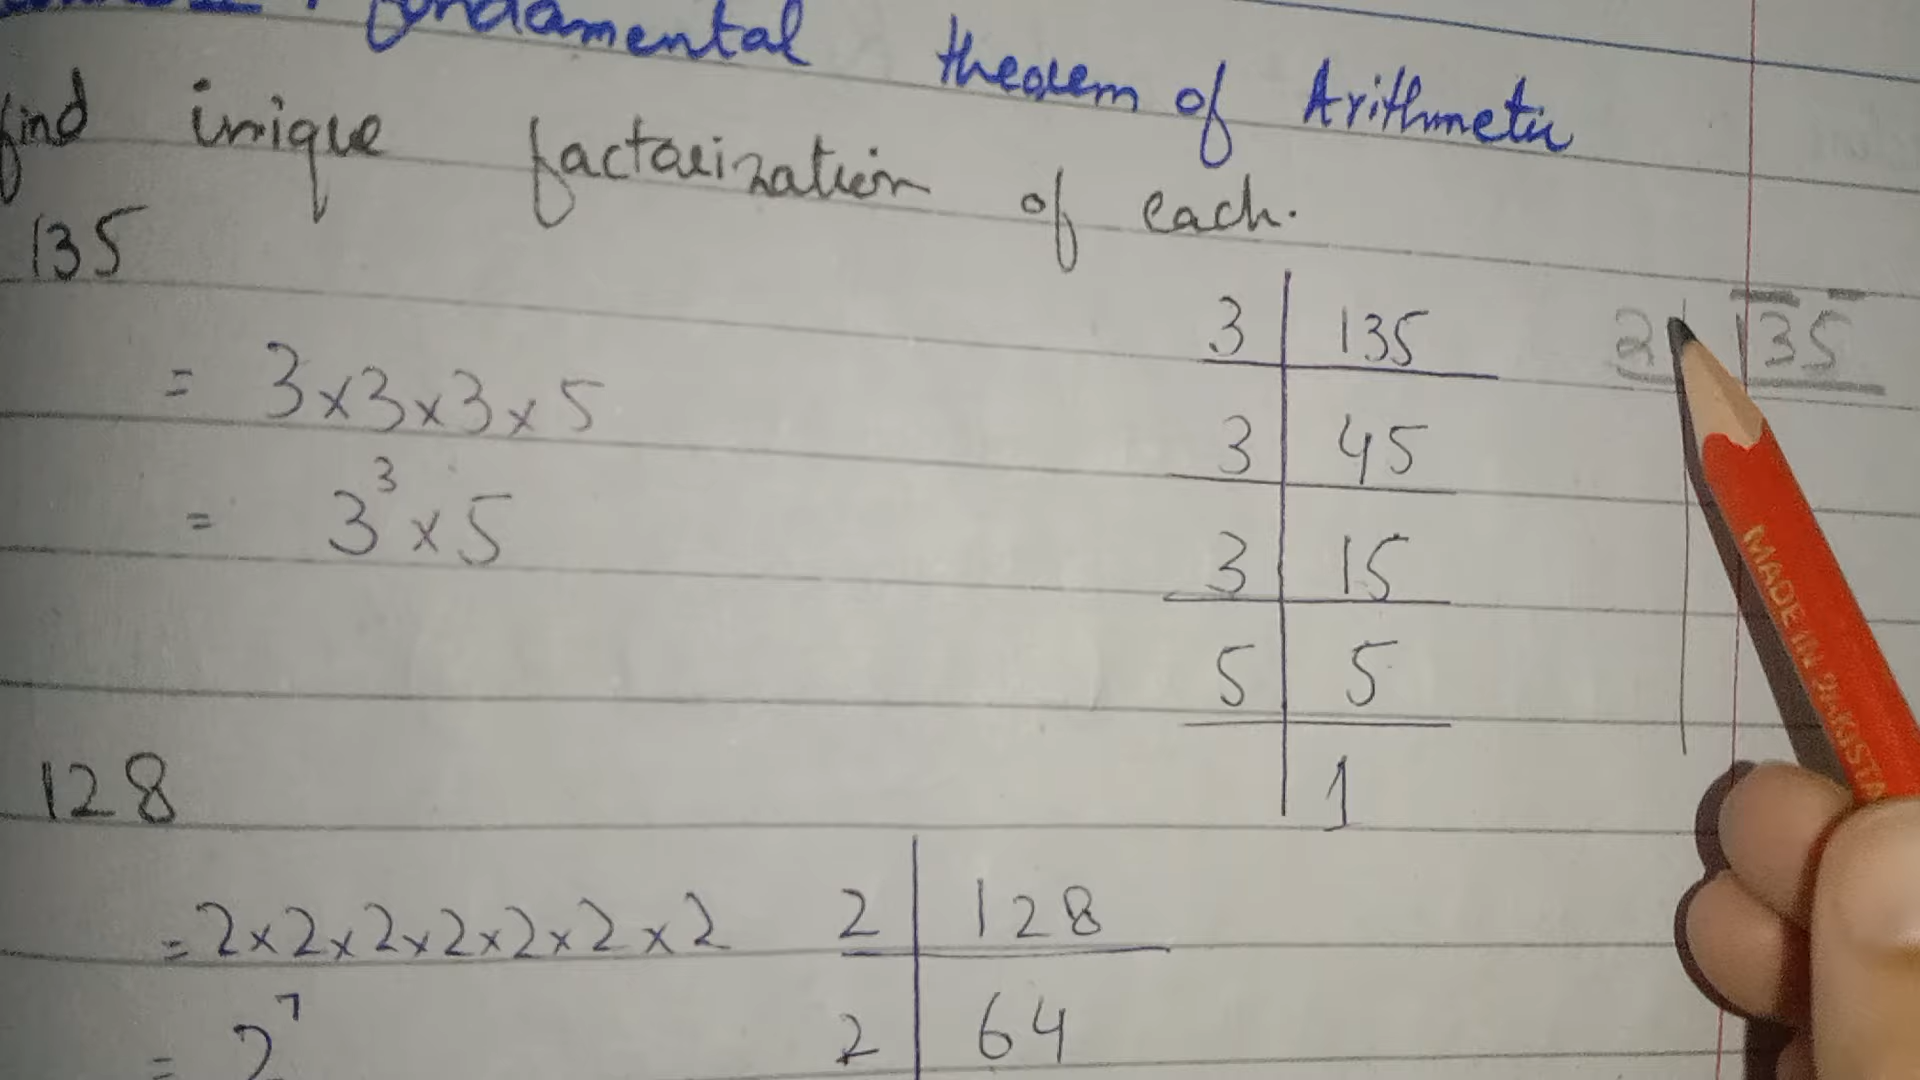 Fundamental theorem of Arithmetic
find unique factorization of each.
135
= 3×3×3×5
= 3³×5
3 | 135
3 | 45
3 | 15
5 | 5
1
2 | 135
128
= 2×2×2×2×2×2×2
= 2⁷
2 | 128
2 | 64
MADE IN PAKISTA